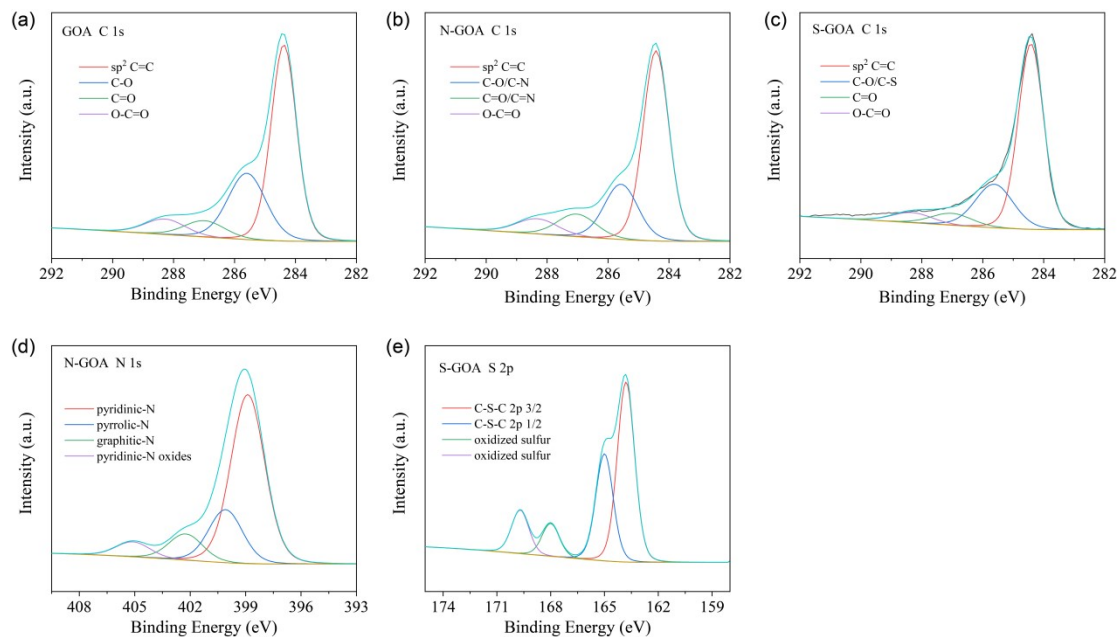 (a)
GOA C 1s
sp² C=C
C-O
C=O
O-C=O
Intensity (a.u.)
292 290 288 286 284 282
Binding Energy (eV)
(b)
N-GOA C 1s
sp² C=C
C-O/C-N
C=O/C=N
O-C=O
Intensity (a.u.)
292 290 288 286 284 282
Binding Energy (eV)
(c)
S-GOA C 1s
sp² C=C
C-O/C-S
C=O
O-C=O
Intensity (a.u.)
292 290 288 286 284 282
Binding Energy (eV)
(d)
N-GOA N 1s
pyridinic-N
pyrrolic-N
graphitic-N
pyridinic-N oxides
Intensity (a.u.)
408 405 402 399 396 393
Binding Energy (eV)
(e)
S-GOA S 2p
C-S-C 2p 3/2
C-S-C 2p 1/2
oxidized sulfur
oxidized sulfur
Intensity (a.u.)
174 171 168 165 162 159
Binding Energy (eV)